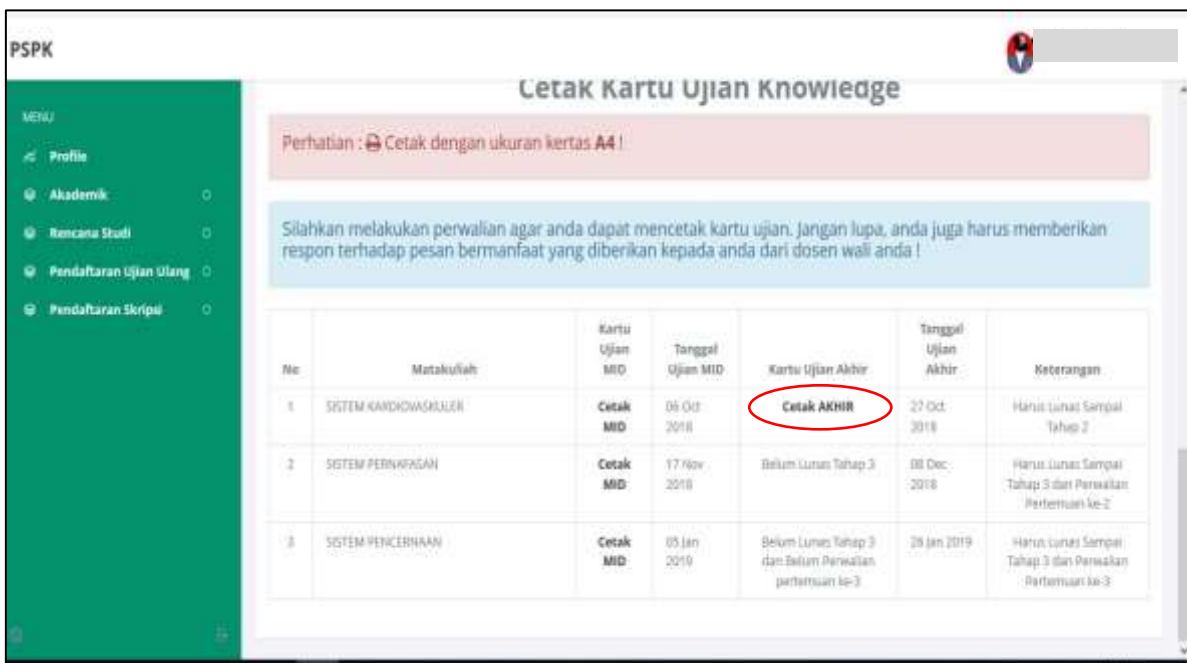 PSPK
Cetak Kartu Ujian Knowledge
MENU
Profile
Akademik
Rencana Studi
Pendaftaran Ujian Ulang
Pendaftaran Skripsi
Perhatian : Cetak dengan ukuran kertas A4 !
Silahkan melakukan perwalian agar anda dapat mencetak kartu ujian. Jangan lupa, anda juga harus memberikan
respon terhadap pesan bermanfaat yang diberikan kepada anda dari dosen wali anda !
No Matakuliah Kartu Ujian MID Tanggal Ujian MID Kartu Ujian Akhir Tanggal Ujian Akhir Keterangan
1 SISTEM KARDIOVASKULER Cetak MID 06 Oct 2018 Cetak AKHIR 27 Oct 2018 Harus Lunas Sampai Tahap 2
2 SISTEM PERNAFASAN Cetak MID 17 Nov 2018 Belum Lunas Tahap 3 08 Dec 2018 Harus Lunas Sampai Tahap 3 dan Perwalian Pertemuan ke-2
3 SISTEM PENCERNAAN Cetak MID 05 Jan 2019 Belum Lunas Tahap 3 dan Belum Perwalian pertemuan ke-3 26 Jan 2019 Harus Lunas Sampai Tahap 3 dan Perwalian Pertemuan ke-3